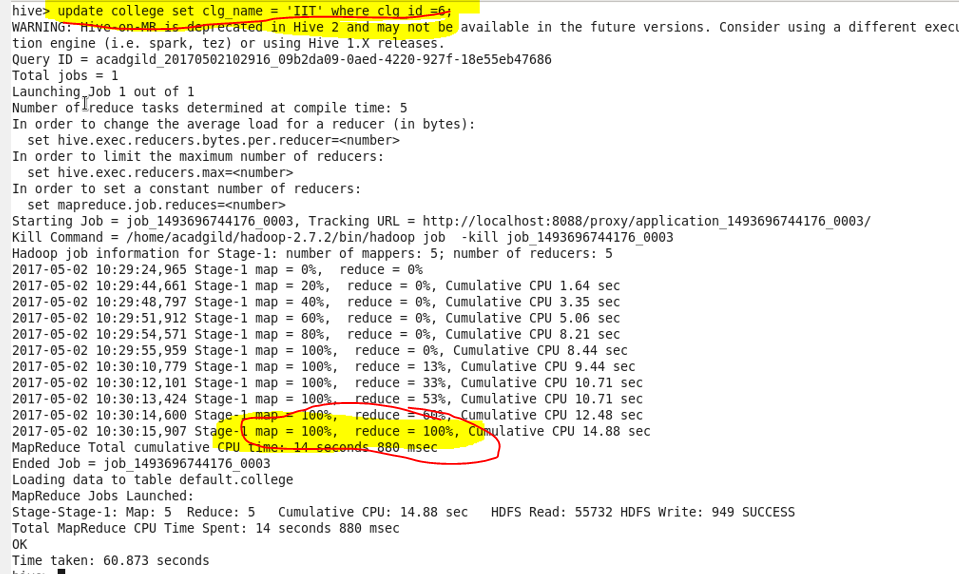 hive> update college set clg_name = 'IIT' where clg_id =6;
WARNING: Hive-on-MR is deprecated in Hive 2 and may not be available in the future versions. Consider using a different execu
tion engine (i.e. spark, tez) or using Hive 1.X releases.
Query ID = acadgild_20170502102916_09b2da09-0aed-4220-927f-18e55eb47686
Total jobs = 1
Launching Job 1 out of 1
Number of reduce tasks determined at compile time: 5
In order to change the average load for a reducer (in bytes):
  set hive.exec.reducers.bytes.per.reducer=<number>
In order to limit the maximum number of reducers:
  set hive.exec.reducers.max=<number>
In order to set a constant number of reducers:
  set mapreduce.job.reduces=<number>
Starting Job = job_1493696744176_0003, Tracking URL = http://localhost:8088/proxy/application_1493696744176_0003/
Kill Command = /home/acadgild/hadoop-2.7.2/bin/hadoop job  -kill job_1493696744176_0003
Hadoop job information for Stage-1: number of mappers: 5; number of reducers: 5
2017-05-02 10:29:24,965 Stage-1 map = 0%,  reduce = 0%
2017-05-02 10:29:44,661 Stage-1 map = 20%,  reduce = 0%, Cumulative CPU 1.64 sec
2017-05-02 10:29:48,797 Stage-1 map = 40%,  reduce = 0%, Cumulative CPU 3.35 sec
2017-05-02 10:29:51,912 Stage-1 map = 60%,  reduce = 0%, Cumulative CPU 5.06 sec
2017-05-02 10:29:54,571 Stage-1 map = 80%,  reduce = 0%, Cumulative CPU 8.21 sec
2017-05-02 10:29:55,959 Stage-1 map = 100%,  reduce = 0%, Cumulative CPU 8.44 sec
2017-05-02 10:30:10,779 Stage-1 map = 100%,  reduce = 13%, Cumulative CPU 9.44 sec
2017-05-02 10:30:12,101 Stage-1 map = 100%,  reduce = 33%, Cumulative CPU 10.71 sec
2017-05-02 10:30:13,424 Stage-1 map = 100%,  reduce = 53%, Cumulative CPU 10.71 sec
2017-05-02 10:30:14,600 Stage-1 map = 100%,  reduce = 60%, Cumulative CPU 12.48 sec
2017-05-02 10:30:15,907 Stage-1 map = 100%,  reduce = 100%, Cumulative CPU 14.88 sec
MapReduce Total cumulative CPU time: 14 seconds 880 msec
Ended Job = job_1493696744176_0003
Loading data to table default.college
MapReduce Jobs Launched:
Stage-Stage-1: Map: 5  Reduce: 5   Cumulative CPU: 14.88 sec   HDFS Read: 55732 HDFS Write: 949 SUCCESS
Total MapReduce CPU Time Spent: 14 seconds 880 msec
OK
Time taken: 60.873 seconds
hive>